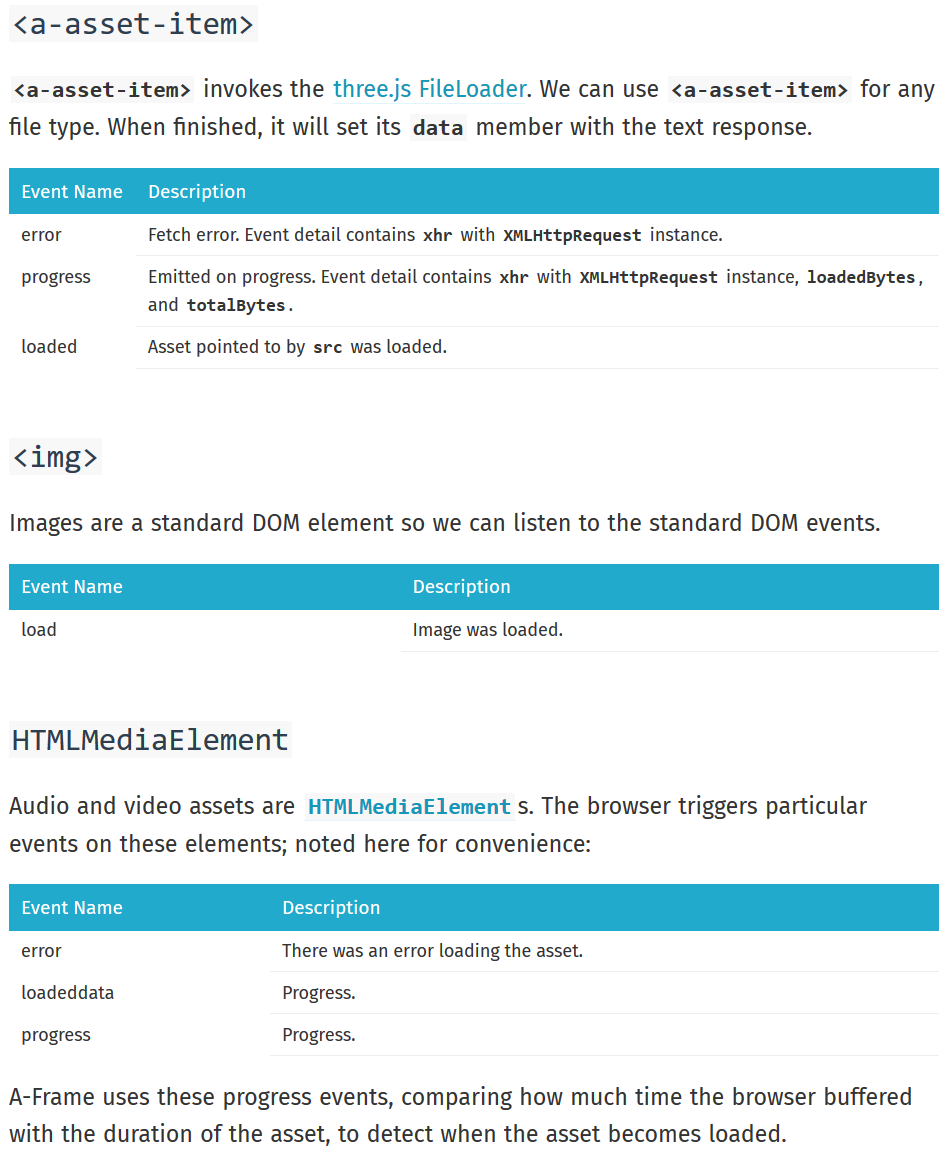 <a-asset-item>
<a-asset-item> invokes the three.js FileLoader. We can use <a-asset-item> for any
file type. When finished, it will set its data member with the text response.
Event Name Description
error Fetch error. Event detail contains xhr with XMLHttpRequest instance.
progress Emitted on progress. Event detail contains xhr with XMLHttpRequest instance, loadedBytes,
and totalBytes.
loaded Asset pointed to by src was loaded.
<img>
Images are a standard DOM element so we can listen to the standard DOM events.
Event Name Description
load Image was loaded.
HTMLMediaElement
Audio and video assets are HTMLMediaElements. The browser triggers particular
events on these elements; noted here for convenience:
Event Name Description
error There was an error loading the asset.
loadeddata Progress.
progress Progress.
A-Frame uses these progress events, comparing how much time the browser buffered
with the duration of the asset, to detect when the asset becomes loaded.